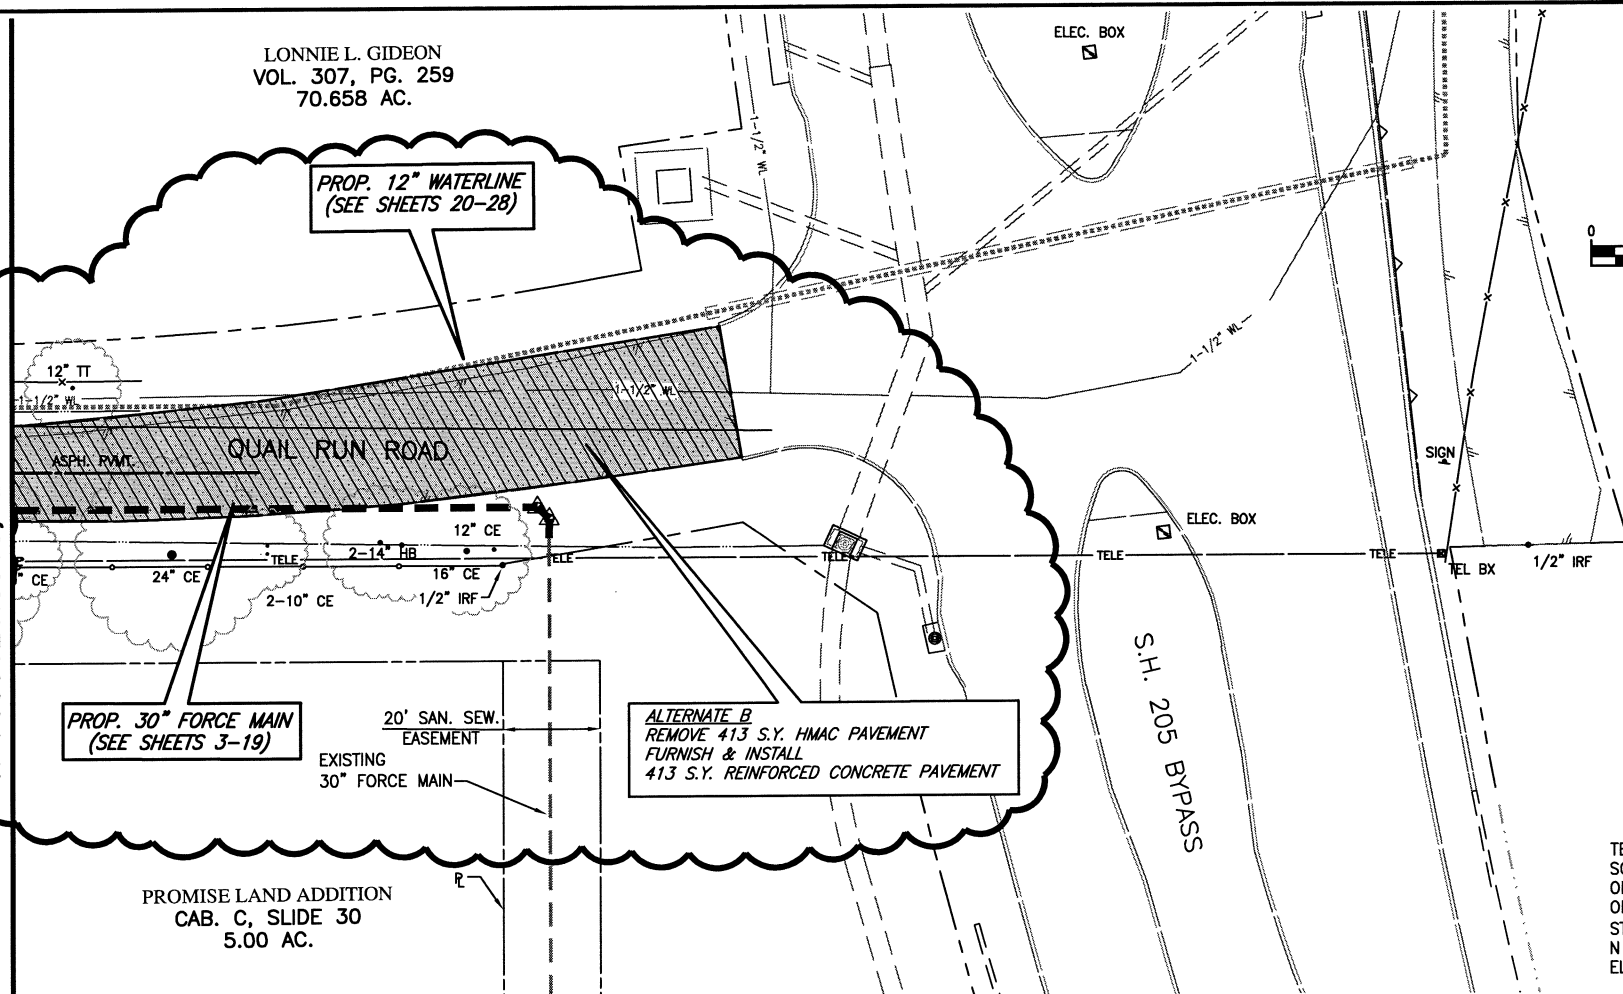 LONNIE L. GIDEON
VOL. 307, PG. 259
70.658 AC.
ELEC. BOX
PROP. 12" WATERLINE
(SEE SHEETS 20-28)
1-1/2" WL
0
1-1/2" WL
12" TT
1-1/2" WL
1-1/2" WL
QUAIL RUN ROAD
ASPH. PVMT.
SIGN
ELEC. BOX
12" CE
2-14" HB
TELE
TELE
TELE
TELE
TELE
" CE
24" CE
16" CE
TEL BX
1/2" IRF
2-10" CE
1/2" IRF
S.H. 205 BYPASS
PROP. 30" FORCE MAIN
(SEE SHEETS 3-19)
20' SAN. SEW.
EASEMENT
EXISTING
30" FORCE MAIN
ALTERNATE B
REMOVE 413 S.Y. HMAC PAVEMENT
FURNISH & INSTALL
413 S.Y. REINFORCED CONCRETE PAVEMENT
PL
PROMISE LAND ADDITION
CAB. C, SLIDE 30
5.00 AC.